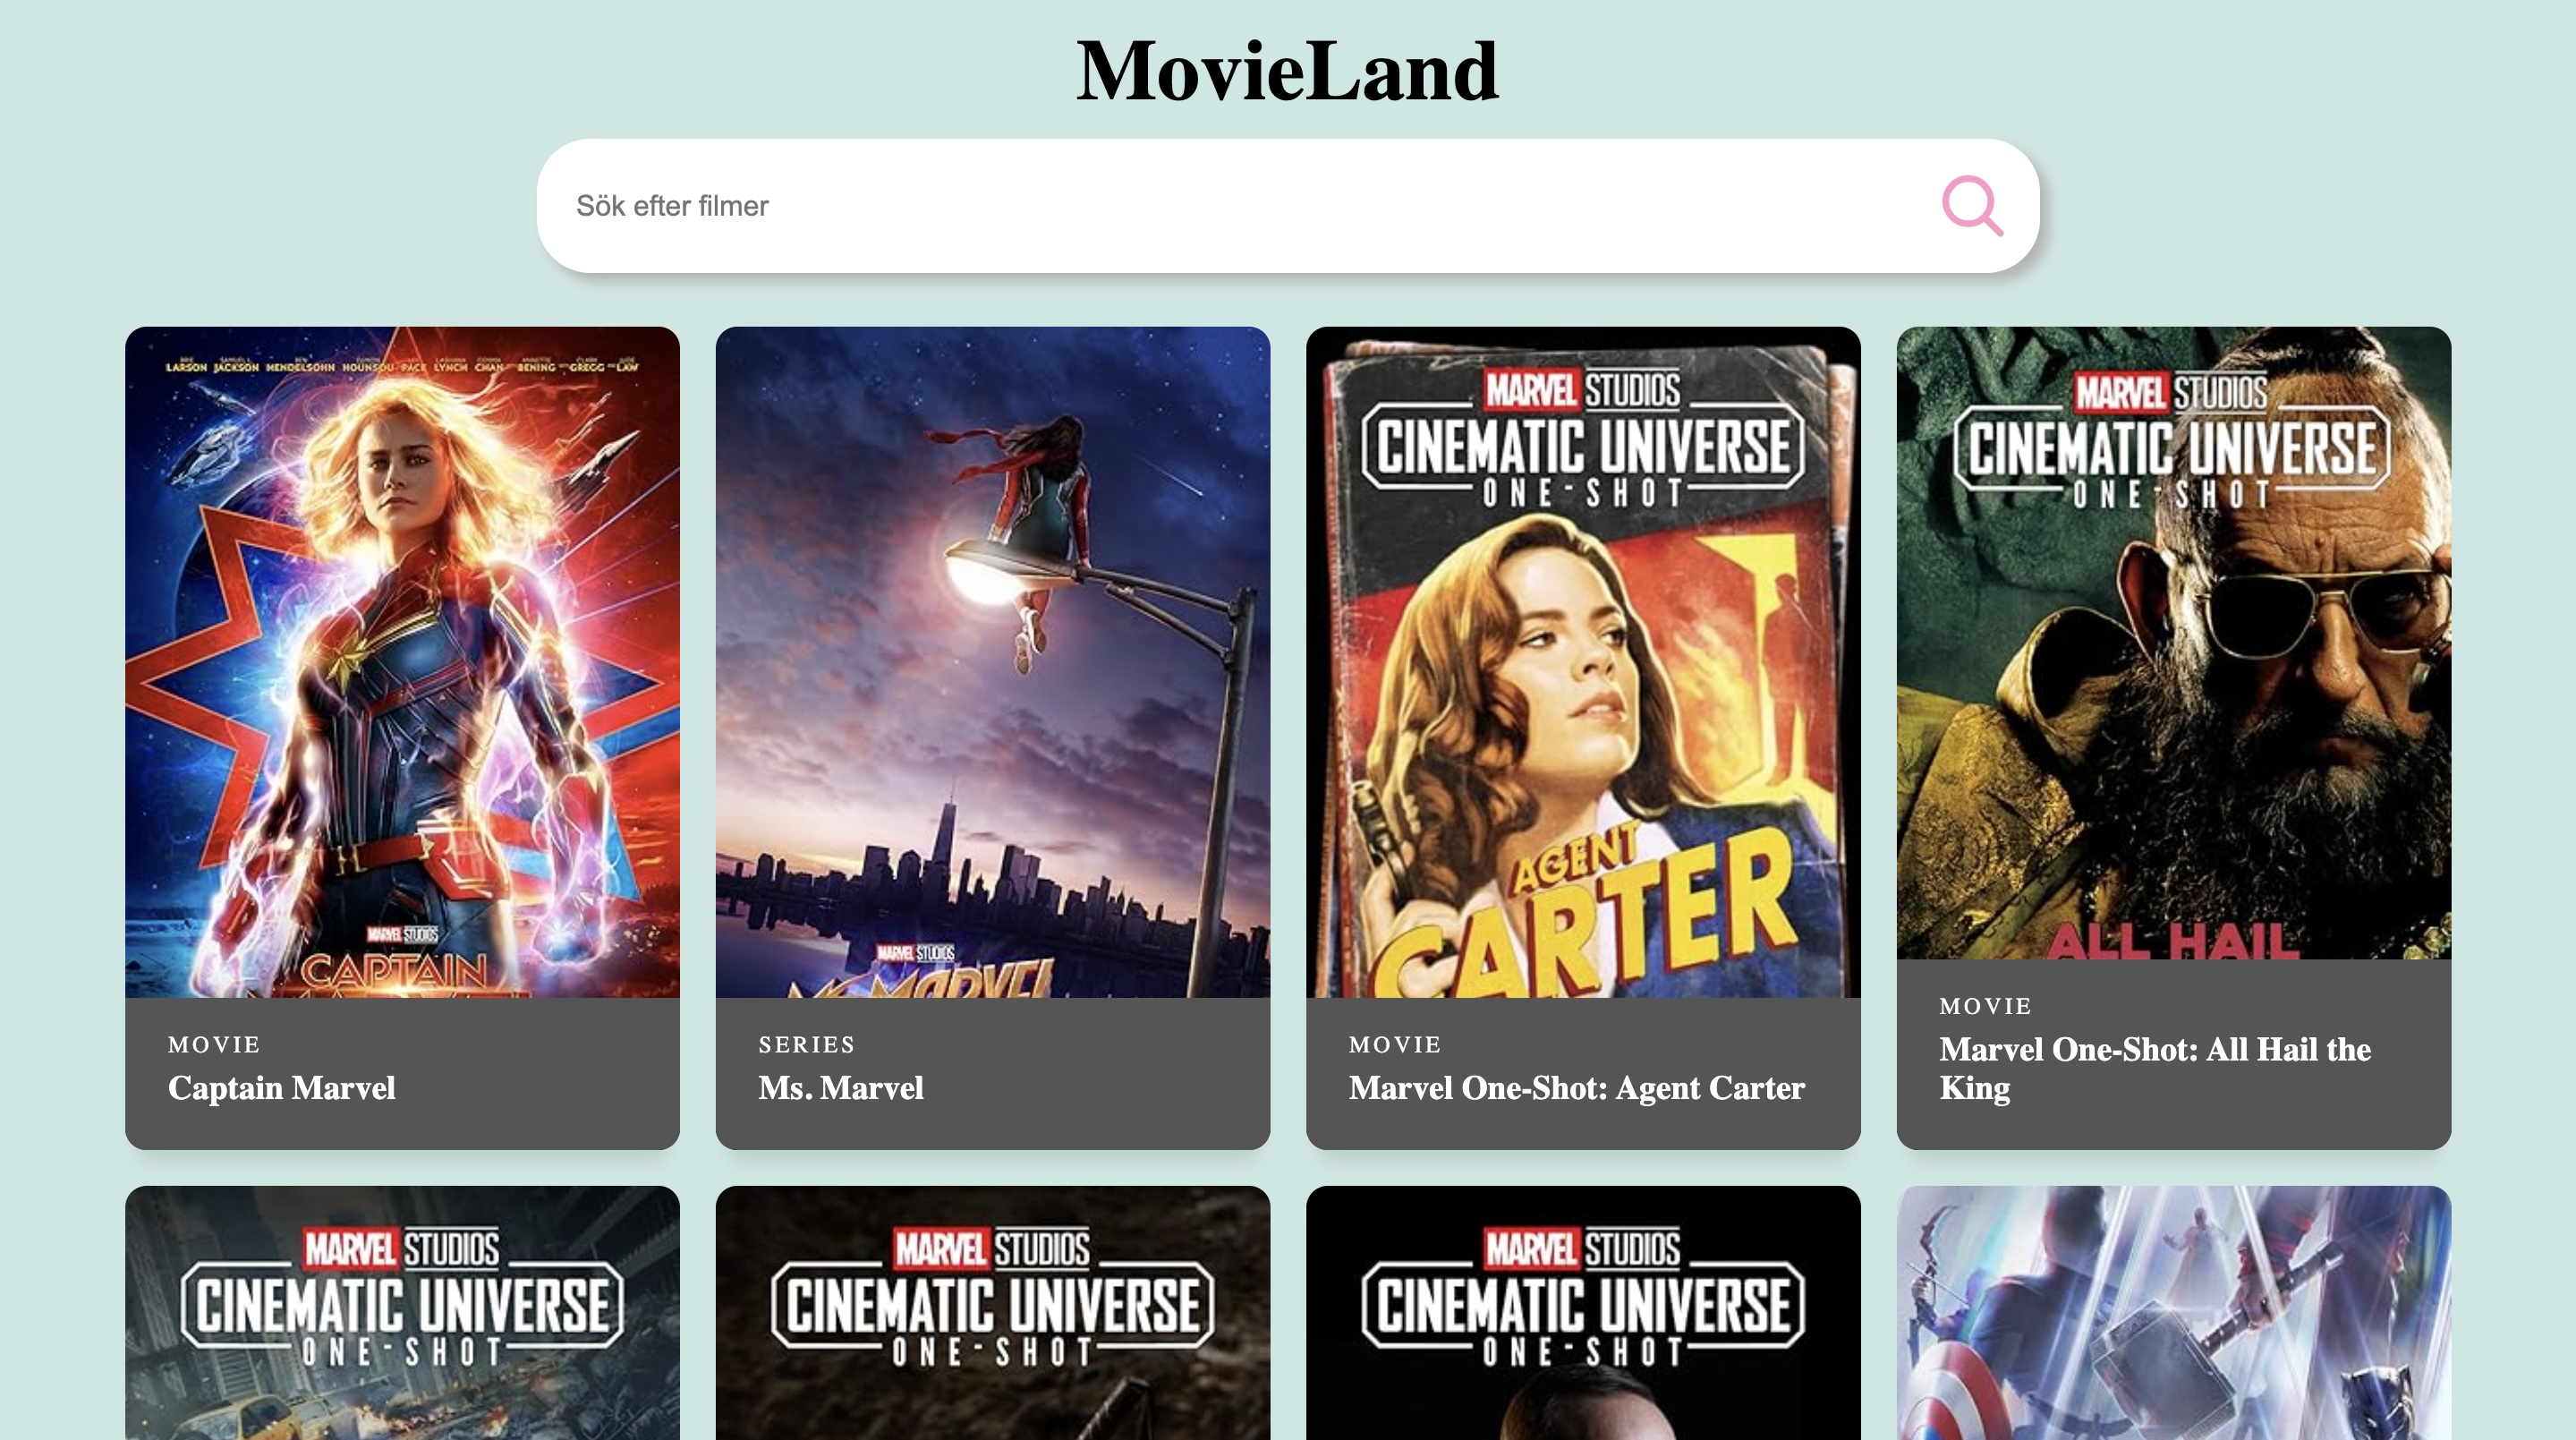 MovieLand
Sök efter filmer
LARSON JACKSON MENDELSOHN HOUNSOU PACE LYNCH CHAN BENING GREGG LAW
MARVEL STUDIOS
CAPTAIN
MOVIE
Captain Marvel
MARVEL STUDIOS
MS. MARVEL
SERIES
Ms. Marvel
MARVEL STUDIOS
CINEMATIC UNIVERSE
ONE-SHOT
AGENT
CARTER
MOVIE
Marvel One-Shot: Agent Carter
MARVEL STUDIOS
CINEMATIC UNIVERSE
ONE-SHOT
ALL HAIL
MOVIE
Marvel One-Shot: All Hail the
King
MARVEL STUDIOS
CINEMATIC UNIVERSE
ONE-SHOT
MARVEL STUDIOS
CINEMATIC UNIVERSE
ONE-SHOT
MARVEL STUDIOS
CINEMATIC UNIVERSE
ONE-SHOT